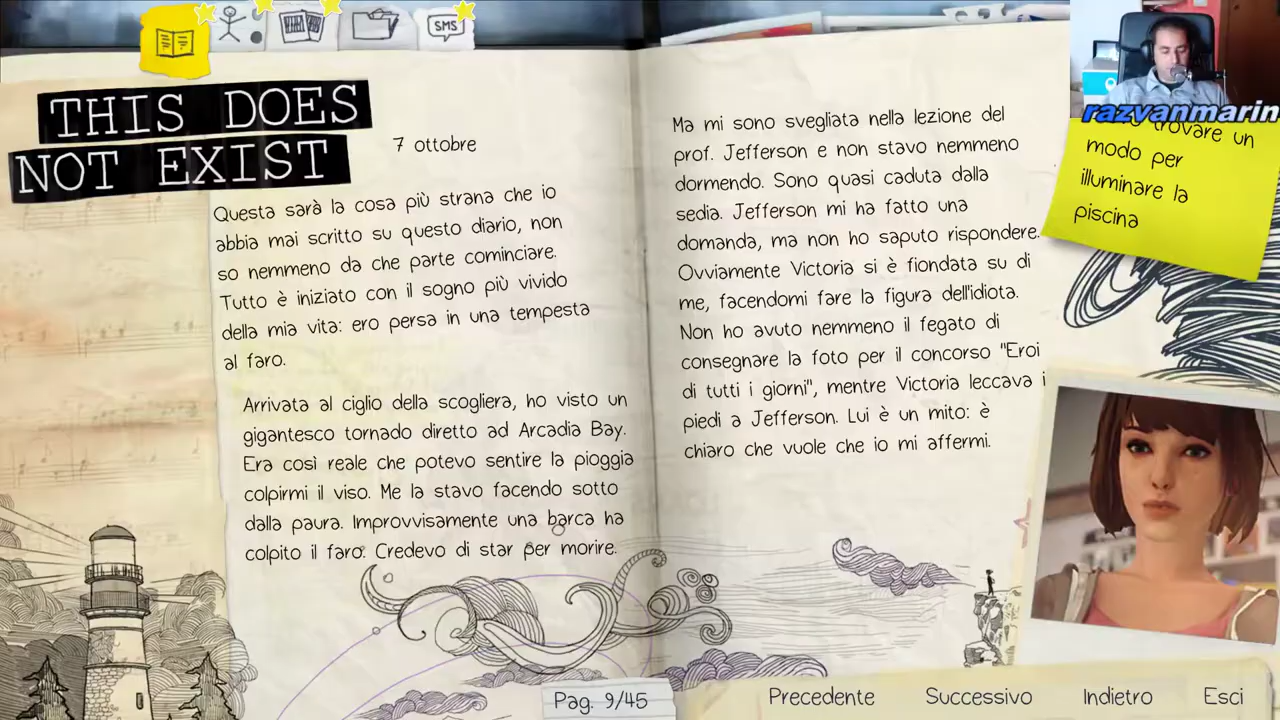 SMS
THIS DOES
NOT EXIST
7 ottobre
Questa sarà la cosa più strana che io
abbia mai scritto su questo diario, non
so nemmeno da che parte cominciare.
Tutto è iniziato con il sogno più vivido
della mia vita: ero persa in una tempesta
al faro.
Arrivata al ciglio della scogliera, ho visto un
gigantesco tornado diretto ad Arcadia Bay.
Era così reale che potevo sentire la pioggia
colpirmi il viso. Me la stavo facendo sotto
dalla paura. Improvvisamente una barca ha
colpito il faro. Credevo di star per morire.
Ma mi sono svegliata nella lezione del
prof. Jefferson e non stavo nemmeno
dormendo. Sono quasi caduta dalla
sedia. Jefferson mi ha fatto una
domanda, ma non ho saputo rispondere.
Ovviamente Victoria si è fiondata su di
me, facendomi fare la figura dell'idiota.
Non ho avuto nemmeno il fegato di
consegnare la foto per il concorso "Eroi
di tutti i giorni", mentre Victoria leccava i
piedi a Jefferson. Lui è un mito: è
chiaro che vuole che io mi affermi.
razvanmarin
trovare un
modo per
illuminare la
piscina
Pag. 9/45
Precedente
Successivo
Indietro
Esci